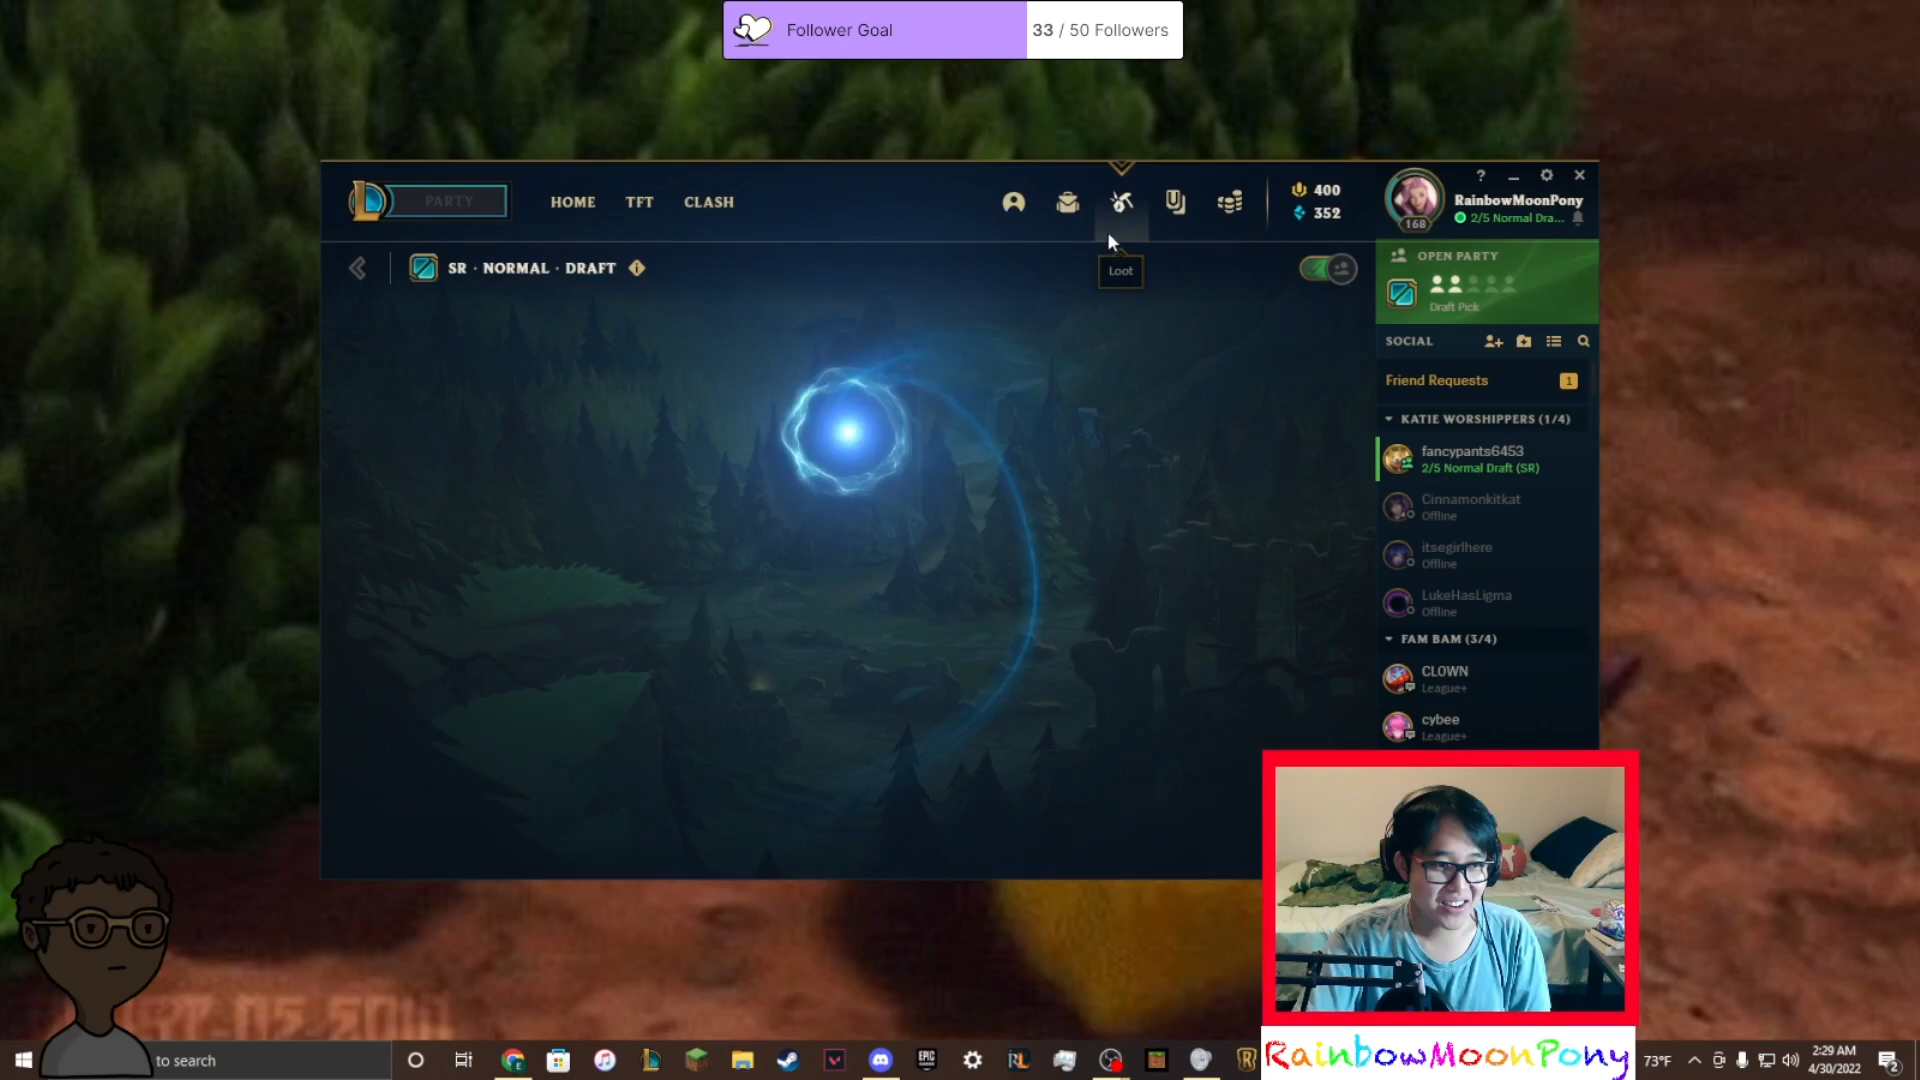 Follower Goal
33 / 50 Followers
PARTY
HOME
TFT
CLASH
400
352
168
?
RainbowMoonPony
2/5 Normal Dra...
SR · NORMAL · DRAFT
Loot
OPEN PARTY
Draft Pick
SOCIAL
Friend Requests
1
KATIE WORSHIPPERS (1/4)
fancypants6453
2/5 Normal Draft (SR)
Cinnamonkitkat
Offline
itsegirlhere
Offline
LukeHasLigma
Offline
FAM BAM (3/4)
CLOWN
League+
cybee
League+
to search
EPIC
RL
RainbowMoonPony
73°F
2:29 AM
4/30/2022
2